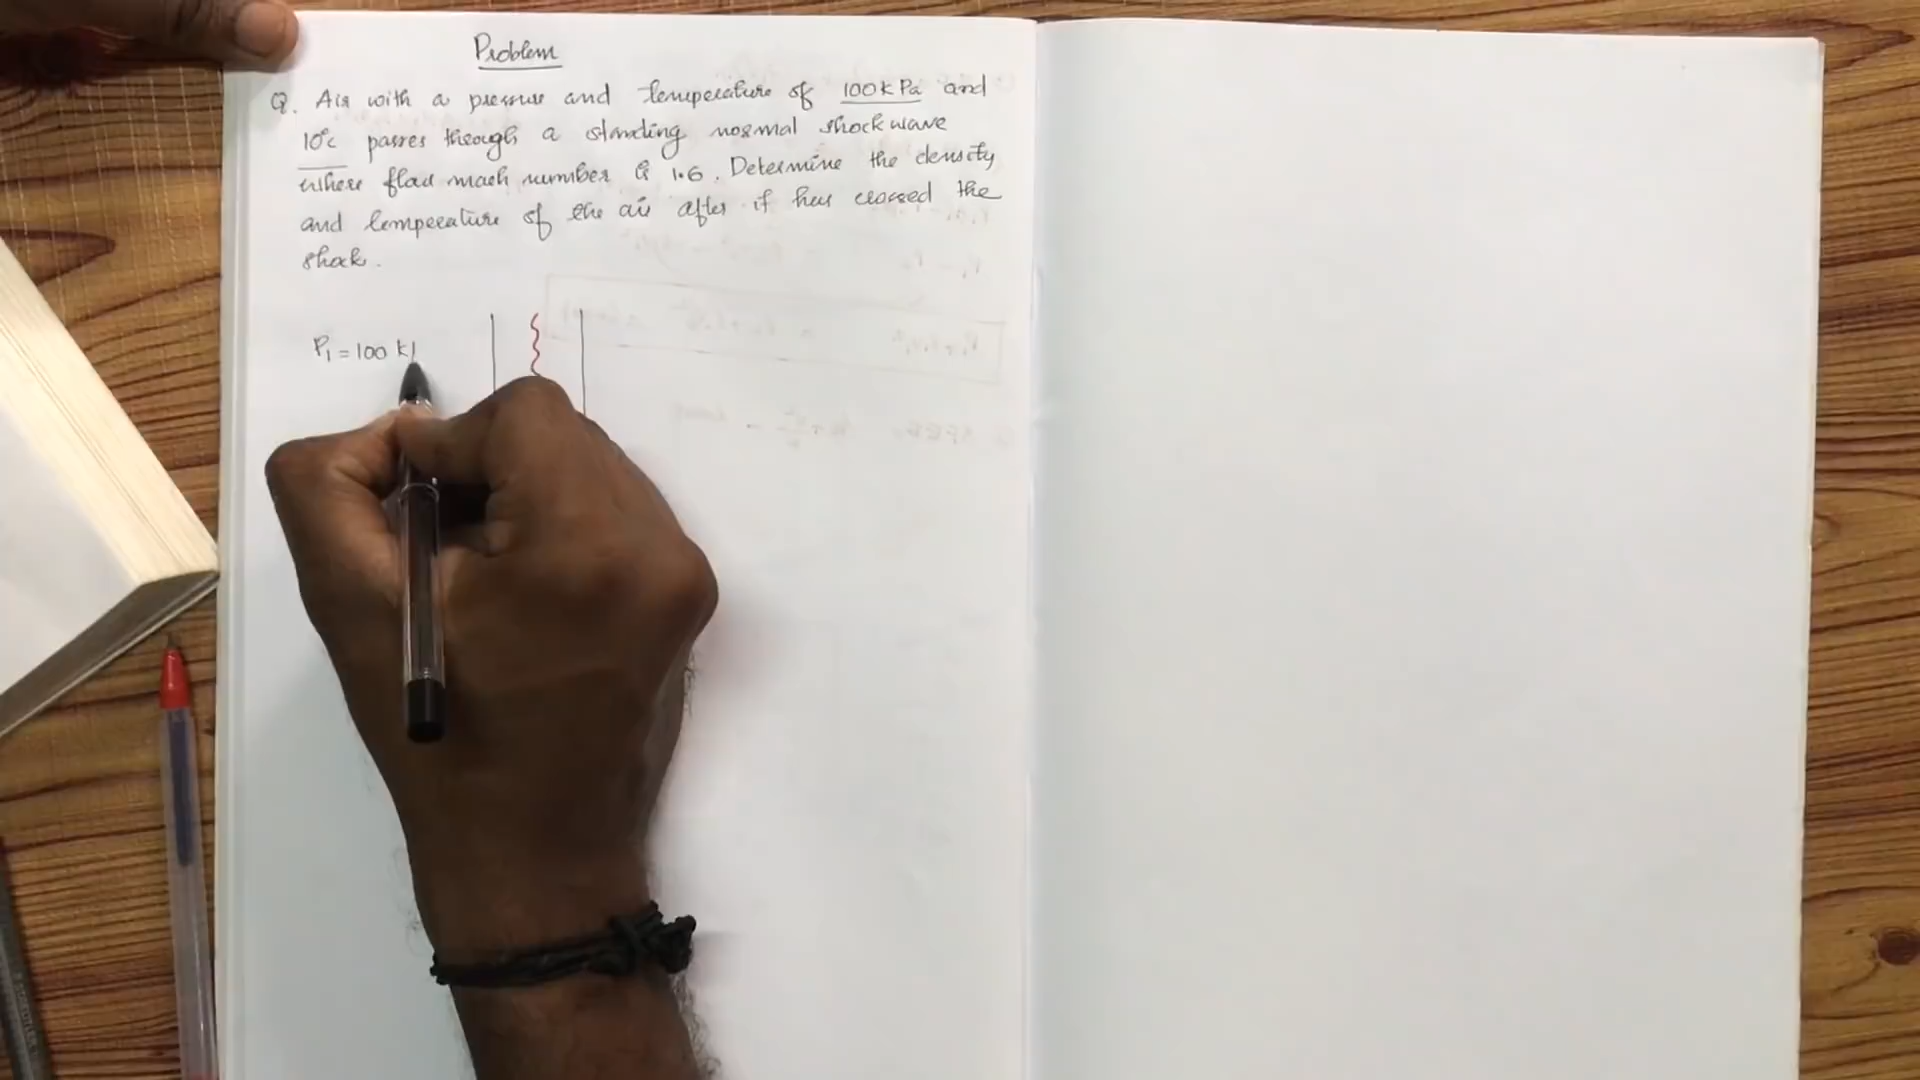 Problem
Q. Air with a pressure and temperature of 100kPa and
10°c passes through a standing normal shock wave
where flow mach number is 1.6. Determine the density
and temperature of the air after it has crossed the
shock.
P₁ = 100 k